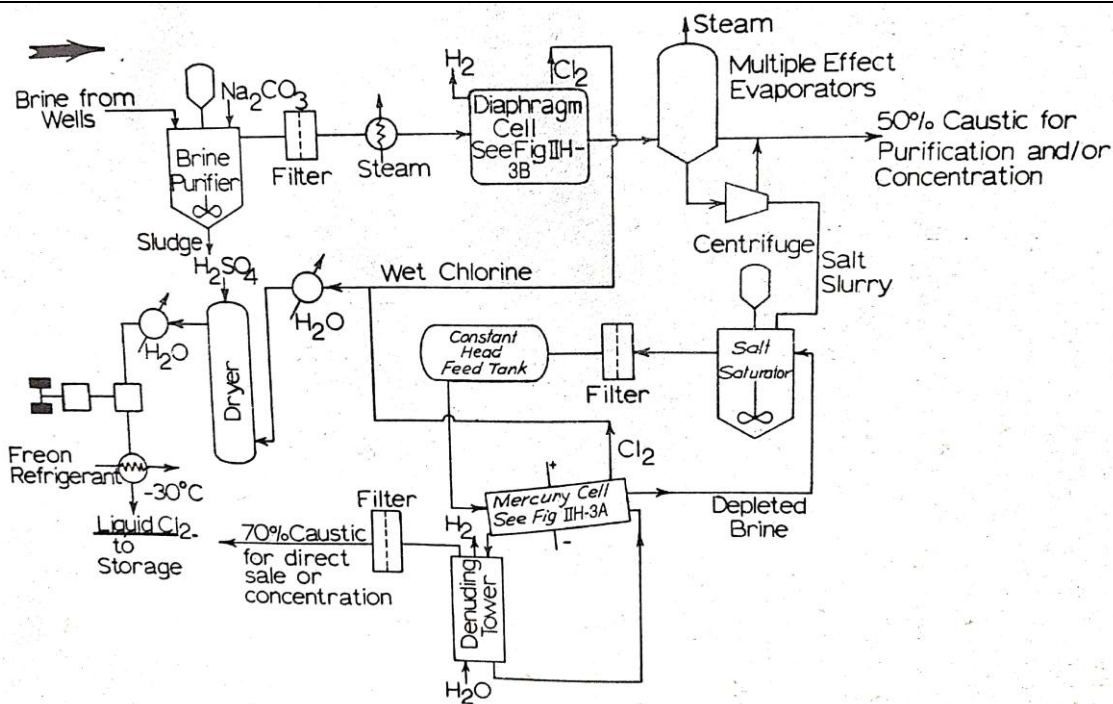 Brine from
Wells
Na₂CO₃
Brine
Purifier
Sludge
Filter
Steam
H₂
Cl₂
Diaphragm
Cell
See Fig IIH-
3B
Steam
Multiple Effect
Evaporators
50% Caustic for
Purification and/or
Concentration
Centrifuge
Salt
Slurry
H₂SO₄
Wet Chlorine
H₂O
H₂O
Dryer
Constant
Head
Feed Tank
Filter
Salt
Saturator
Freon
Refrigerant
-30°C
Liquid Cl₂-
to
Storage
Cl₂
+
Mercury Cell
See Fig IIH-3A
-
Depleted
Brine
Filter
H₂
70% Caustic
for direct
sale or
concentration
Denuding
Tower
H₂O